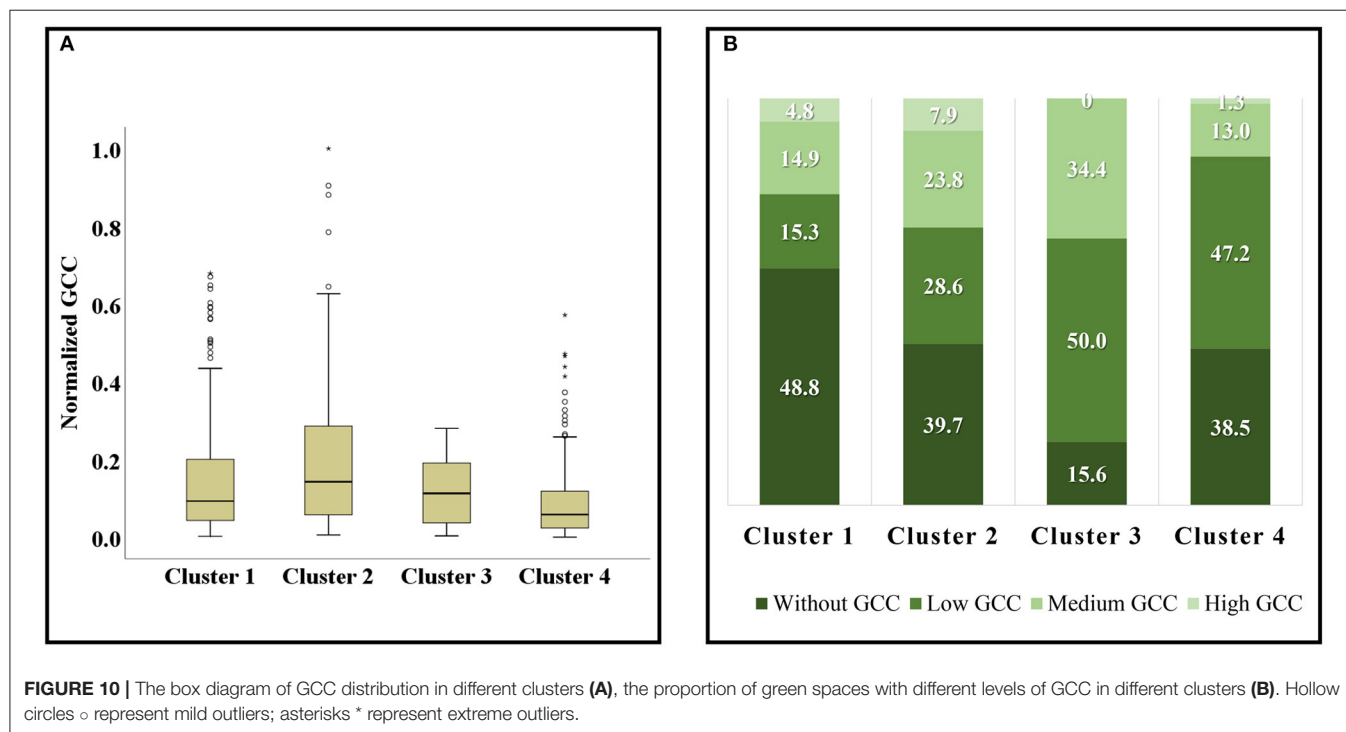 A
Normalized GCC
1.0
0.8
0.6
0.4
0.2
0.0
Cluster 1 Cluster 2 Cluster 3 Cluster 4
B
4.8 7.9 0 1.3
14.9 23.8 34.4 13.0
15.3 28.6 50.0 47.2
48.8 39.7 15.6 38.5
Cluster 1 Cluster 2 Cluster 3 Cluster 4
Without GCC Low GCC Medium GCC High GCC
FIGURE 10 | The box diagram of GCC distribution in different clusters (A), the proportion of green spaces with different levels of GCC in different clusters (B). Hollow
circles ○ represent mild outliers; asterisks * represent extreme outliers.